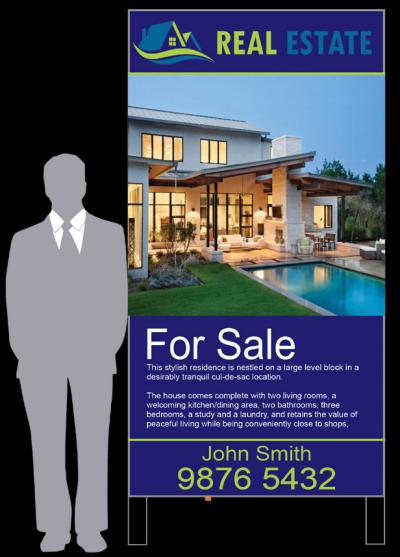 REAL ESTATE
For Sale
This stylish residence is nestled on a large level block in a
desirably tranquil cul-de-sac location.
The house comes complete with two living rooms, a
welcoming kitchen/dining area, two bathrooms, three
bedrooms, a study and a laundry, and retains the value of
peaceful living while being conveniently close to shops,
John Smith
9876 5432